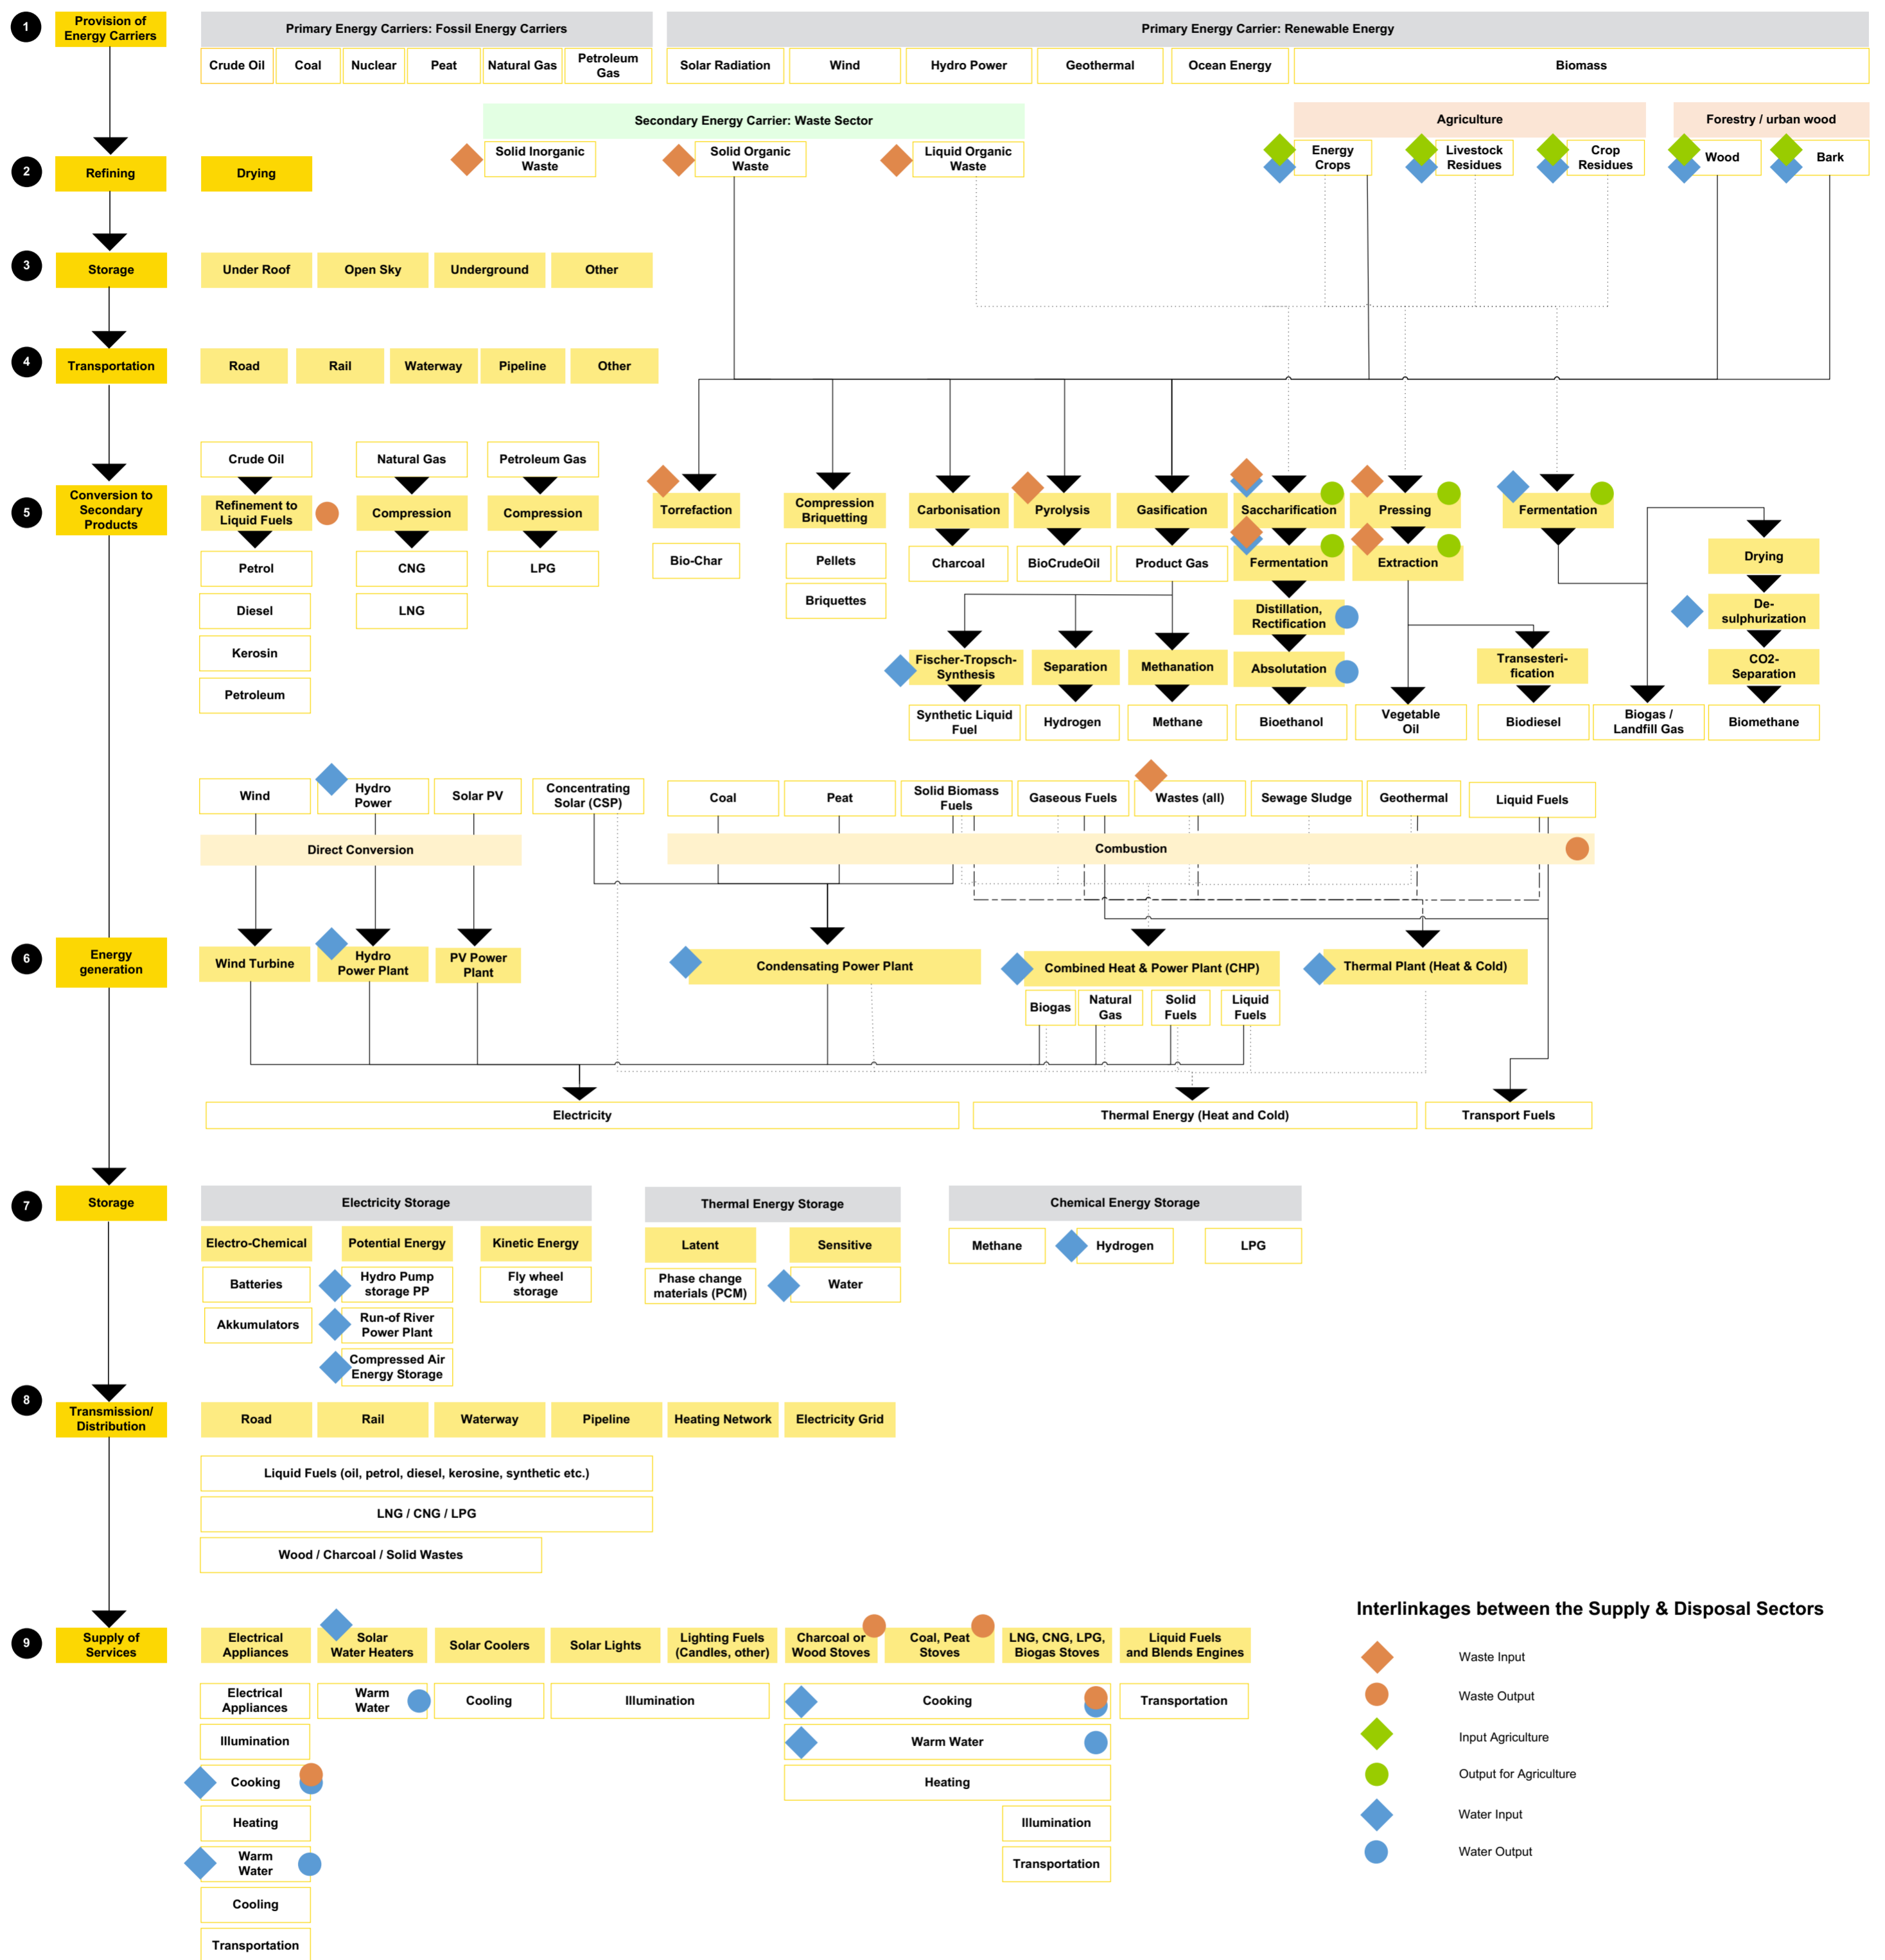 1
Provision of
Energy Carriers
Primary Energy Carriers: Fossil Energy Carriers
Primary Energy Carrier: Renewable Energy
Crude Oil
Coal
Nuclear
Peat
Natural Gas
Petroleum
Gas
Solar Radiation
Wind
Hydro Power
Geothermal
Ocean Energy
Biomass
Secondary Energy Carrier: Waste Sector
Agriculture
Forestry / urban wood
2
Refining
Drying
Solid Inorganic
Waste
Solid Organic
Waste
Liquid Organic
Waste
Energy
Crops
Livestock
Residues
Crop
Residues
Wood
Bark
3
Storage
Under Roof
Open Sky
Underground
Other
4
Transportation
Road
Rail
Waterway
Pipeline
Other
5
Conversion to
Secondary
Products
Crude Oil
Natural Gas
Petroleum Gas
Refinement to
Liquid Fuels
Compression
Compression
Torrefaction
Compression
Briquetting
Carbonisation
Pyrolysis
Gasification
Saccharification
Pressing
Fermentation
Petrol
CNG
LPG
Bio-Char
Pellets
Charcoal
BioCrudeOil
Product Gas
Fermentation
Extraction
Drying
Diesel
LNG
Briquettes
Distillation,
Rectification
De-
sulphurization
Kerosin
Fischer-Tropsch-
Synthesis
Separation
Methanation
Absolutation
Transesteri-
fication
CO2-
Separation
Petroleum
Synthetic Liquid
Fuel
Hydrogen
Methane
Bioethanol
Vegetable
Oil
Biodiesel
Biogas /
Landfill Gas
Biomethane
Wind
Hydro
Power
Solar PV
Concentrating
Solar (CSP)
Coal
Peat
Solid Biomass
Fuels
Gaseous Fuels
Wastes (all)
Sewage Sludge
Geothermal
Liquid Fuels
Direct Conversion
Combustion
6
Energy
generation
Wind Turbine
Hydro
Power Plant
PV Power
Plant
Condensating Power Plant
Combined Heat & Power Plant (CHP)
Thermal Plant (Heat & Cold)
Biogas
Natural
Gas
Solid
Fuels
Liquid
Fuels
Electricity
Thermal Energy (Heat and Cold)
Transport Fuels
7
Storage
Electricity Storage
Thermal Energy Storage
Chemical Energy Storage
Electro-Chemical
Potential Energy
Kinetic Energy
Latent
Sensitive
Methane
Hydrogen
LPG
Batteries
Hydro Pump
storage PP
Fly wheel
storage
Phase change
materials (PCM)
Water
Akkumulators
Run-of River
Power Plant
Compressed Air
Energy Storage
8
Transmission/
Distribution
Road
Rail
Waterway
Pipeline
Heating Network
Electricity Grid
Liquid Fuels (oil, petrol, diesel, kerosine, synthetic etc.)
LNG / CNG / LPG
Wood / Charcoal / Solid Wastes
9
Supply of
Services
Electrical
Appliances
Solar
Water Heaters
Solar Coolers
Solar Lights
Lighting Fuels
(Candles, other)
Charcoal or
Wood Stoves
Coal, Peat
Stoves
LNG, CNG, LPG,
Biogas Stoves
Liquid Fuels
and Blends Engines
Electrical
Appliances
Warm
Water
Cooling
Illumination
Cooking
Transportation
Illumination
Warm Water
Cooking
Heating
Heating
Illumination
Warm
Water
Transportation
Cooling
Transportation
Interlinkages between the Supply & Disposal Sectors
Waste Input
Waste Output
Input Agriculture
Output for Agriculture
Water Input
Water Output